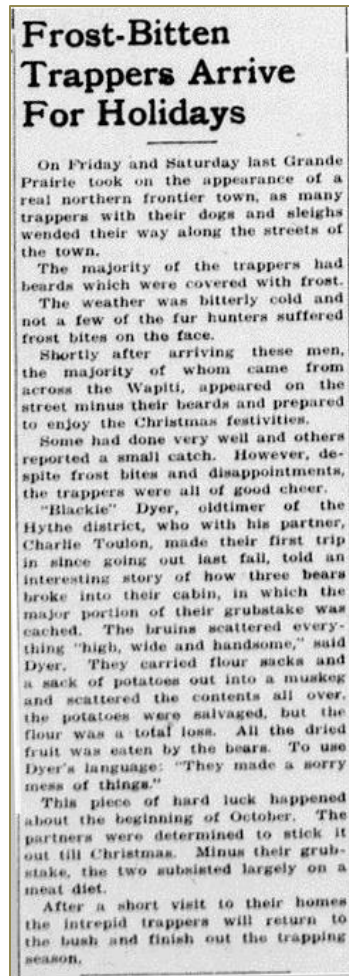 Frost-Bitten
Trappers Arrive
For Holidays
On Friday and Saturday last Grande
Prairie took on the appearance of a
real northern frontier town, as many
trappers with their dogs and sleighs
wended their way along the streets of
the town.
The majority of the trappers had
beards which were covered with frost.
The weather was bitterly cold and
not a few of the fur hunters suffered
frost bites on the face.
Shortly after arriving these men,
the majority of whom came from
across the Wapiti, appeared on the
street minus their beards and prepared
to enjoy the Christmas festivities.
Some had done very well and others
reported a small catch. However, de-
spite frost bites and disappointments,
the trappers were all of good cheer.
"Blackie" Dyer, oldtimer of the
Hythe district, who with his partner,
Charlie Toulon, made their first trip
in since going out last fall, told an
interesting story of how three bears
broke into their cabin, in which the
major portion of their grubstake was
cached. The bruins scattered every-
thing "high, wide and handsome," said
Dyer. They carried flour sacks and
a sack of potatoes out into a muskeg
and scattered the contents all over.
the potatoes were salvaged, but the
flour was a total loss. All the dried
fruit was eaten by the bears. To use
Dyer's language: "They made a sorry
mess of things."
This piece of hard luck happened
about the beginning of October. The
partners were determined to stick it
out till Christmas. Minus their grub-
stake, the two subsisted largely on a
meat diet.
After a short visit to their homes
the intrepid trappers will return to
the bush and finish out the trapping
season.